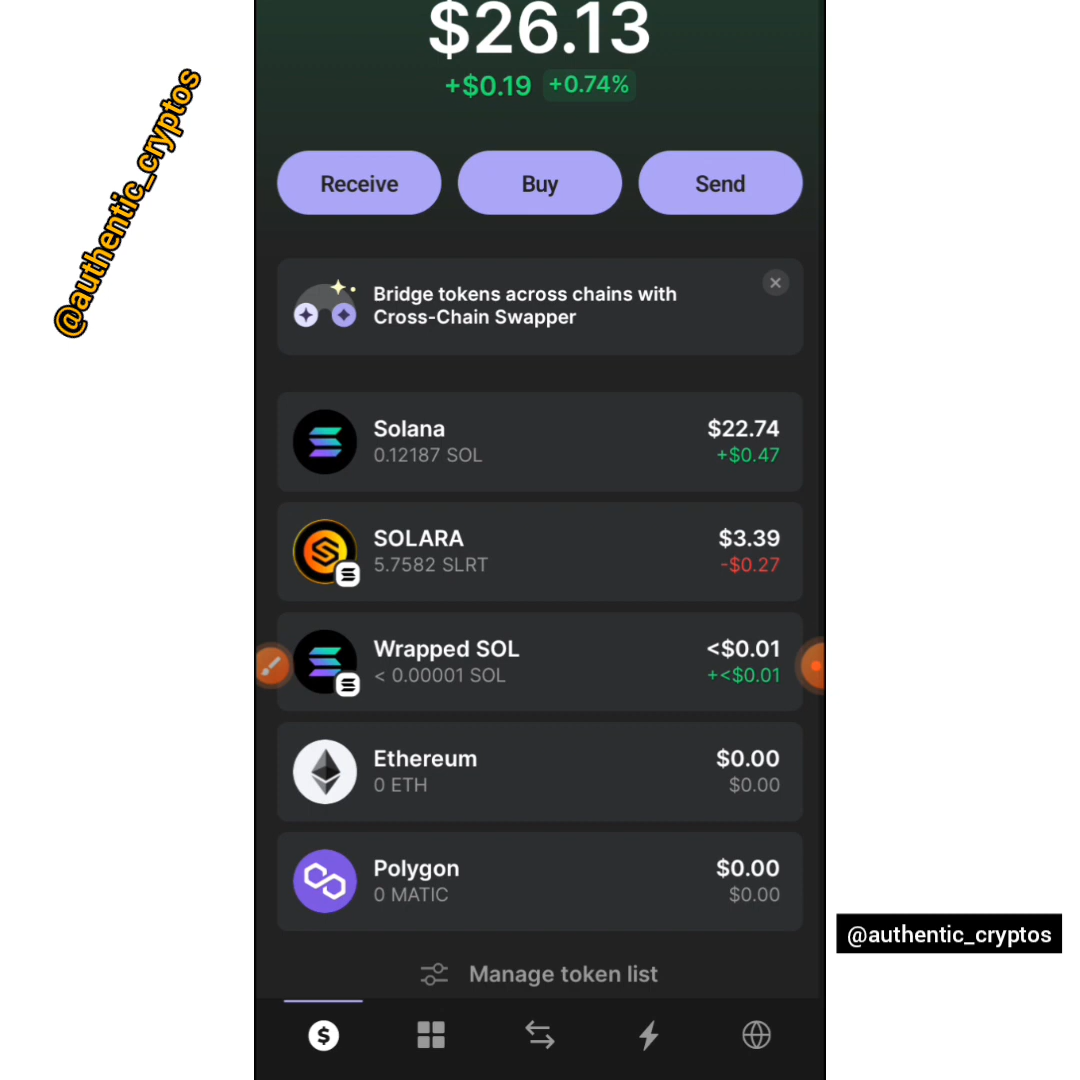 $26.13
+$0.19 +0.74%
@authentic_cryptos
Receive Buy Send
Bridge tokens across chains with
Cross-Chain Swapper
Solana $22.74
0.12187 SOL +$0.47
SOLARA $3.39
5.7582 SLRT -$0.27
Wrapped SOL <$0.01
< 0.00001 SOL +<$0.01
Ethereum $0.00
0 ETH $0.00
Polygon $0.00
0 MATIC $0.00
@authentic_cryptos
Manage token list